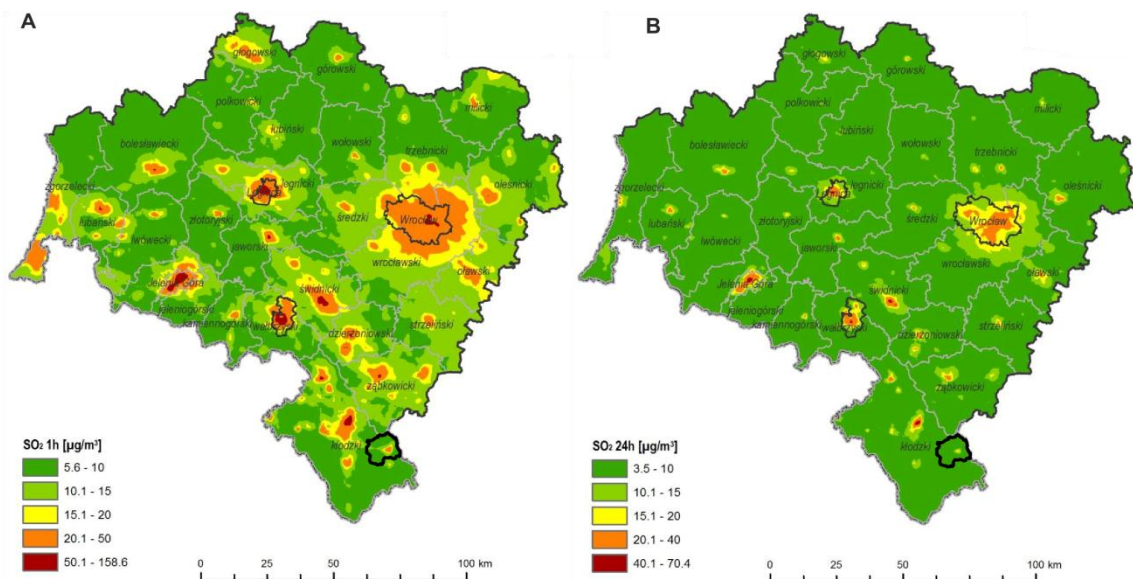 A
głogowski
górowski
polkowicki
milicki
lubiński
bolesławiecki
wołowski
trzebnicki
zgorzelecki
legnicki
oleśnicki
Legnica
lubański
złotoryjski
średzki
Wrocław
lwówecki
jaworski
wrocławski
oławski
Jelenia Góra
świdnicki
jeleniogórski
kamiennogórski
wałbrzyski
strzeliński
dzierżoniowski
ząbkowicki
kłodzki
SO₂ 1h [µg/m³]
5.6 - 10
10.1 - 15
15.1 - 20
20.1 - 50
50.1 - 158.6
0 25 50 100 km
B
głogowski
górowski
polkowicki
milicki
lubiński
bolesławiecki
wołowski
trzebnicki
zgorzelecki
legnicki
oleśnicki
Legnica
lubański
złotoryjski
średzki
Wrocław
lwówecki
jaworski
wrocławski
oławski
Jelenia Góra
świdnicki
jeleniogórski
kamiennogórski
wałbrzyski
strzeliński
dzierżoniowski
ząbkowicki
kłodzki
SO₂ 24h [µg/m³]
3.5 - 10
10.1 - 15
15.1 - 20
20.1 - 40
40.1 - 70.4
0 25 50 100 km